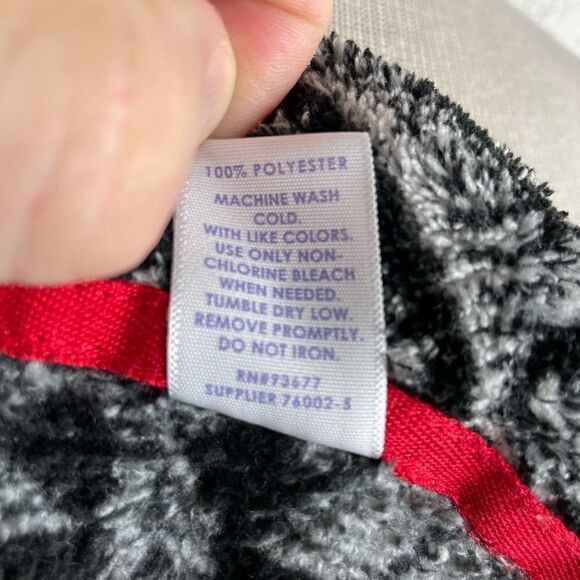 100% POLYESTER
MACHINE WASH
COLD.
WITH LIKE COLORS.
USE ONLY NON-
CHLORINE BLEACH
WHEN NEEDED.
TUMBLE DRY LOW.
REMOVE PROMPTLY.
DO NOT IRON.
RN#93677
SUPPLIER 76002-5